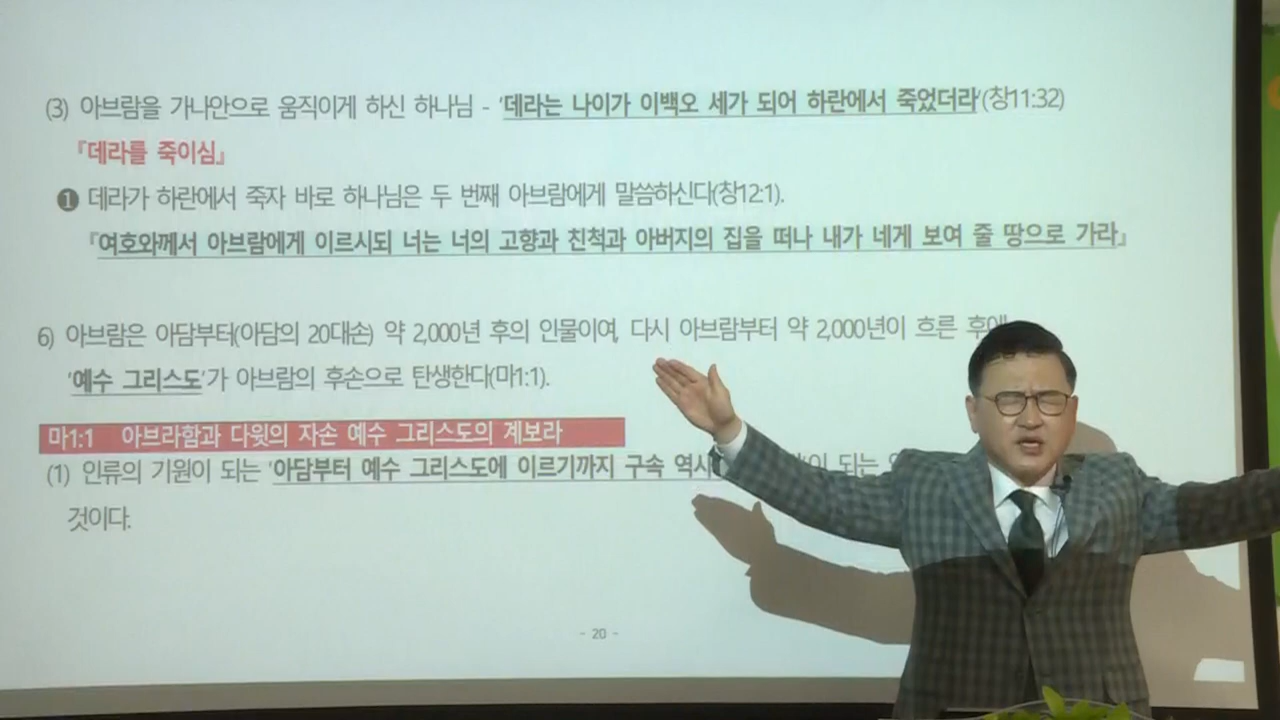 (3) 아브람을 가나안으로 움직이게 하신 하나님 - ‘데라는 나이가 이백오 세가 되어 하란에서 죽었더라’(창11:32)
『데라를 죽이심』
❶ 데라가 하란에서 죽자 바로 하나님은 두 번째 아브람에게 말씀하신다(창12:1).
『여호와께서 아브람에게 이르시되 너는 너의 고향과 친척과 아버지의 집을 떠나 내가 네게 보여 줄 땅으로 가라』
6) 아브람은 아담부터(아담의 20대손) 약 2,000년 후의 인물이여, 다시 아브람부터 약 2,000년이 흐른 후에
‘예수 그리스도’가 아브람의 후손으로 탄생한다(마1:1).
마1:1 아브라함과 다윗의 자손 예수 그리스도의 계보라
(1) 인류의 기원이 되는 ‘아담부터 예수 그리스도에 이르기까지 구속 역사 되는
것이다.
- 20 -